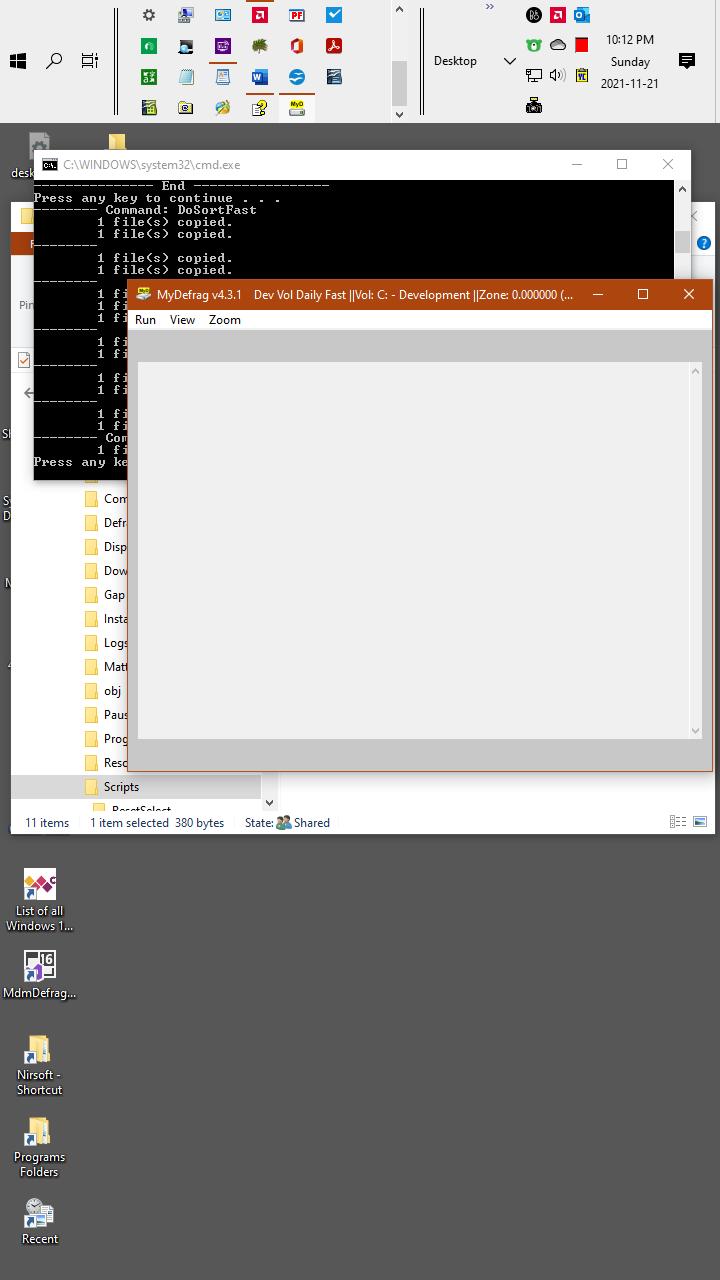 PF
W
MyD
»
Desktop
10:12 PM
Sunday
2021-11-21
desk
C:\WINDOWS\system32\cmd.exe
---------------- End -----------------
Press any key to continue . . .
-------- Command: DoSortFast
1 file(s) copied.
1 file(s) copied.
--------
1 file(s) copied.
1 file(s) copied.
--------
MyDefrag v4.3.1 Dev Vol Daily Fast ||Vol: C: - Development ||Zone: 0.000000 (...
Run View Zoom
1 fi
1 fi
1 fi
--------
1 fi
1 fi
--------
1 fi
1 fi
--------
1 fi
1 fi
-------- Com
1 fi
Press any ke
Pin
Com
Defr
Disp
Dow
Gap
Insta
Logs
Matt
obj
Paus
Prog
Reso
Scripts
ResetSelect
11 items 1 item selected 380 bytes State: Shared
List of all
Windows 1...
16
MdmDefrag...
Nirsoft -
Shortcut
Programs
Folders
Recent